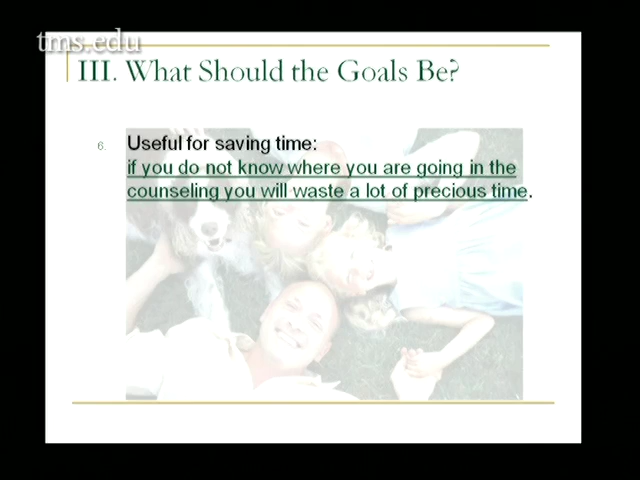 tms.edu
III. What Should the Goals Be?
6. Useful for saving time:
if you do not know where you are going in the
counseling you will waste a lot of precious time.